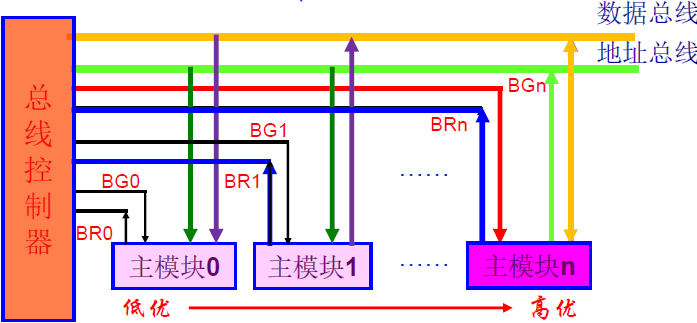 数据总线
地址总线
总线控制器
BGn
BRn
BG1
BR1
BG0
BR0
……
主模块0
主模块1
……
主模块n
低优
高优